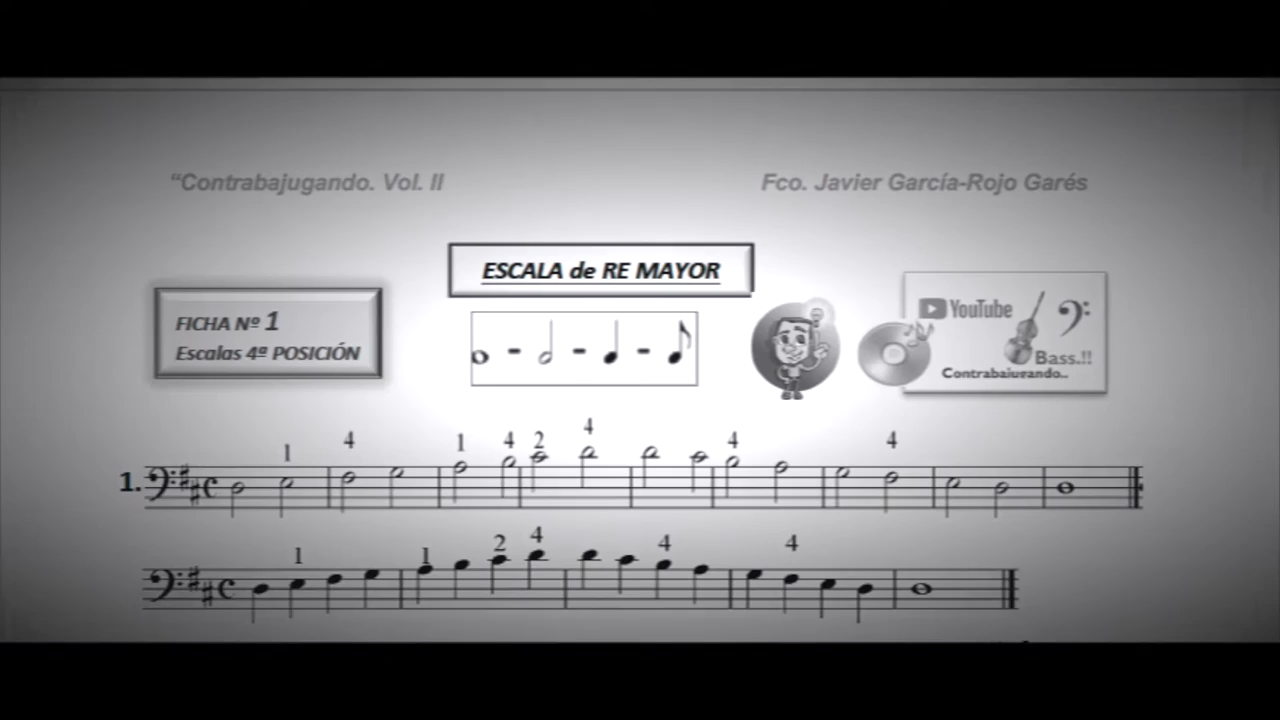 “Contrabajugando. Vol. II
Fco. Javier García-Rojo Garés
ESCALA de RE MAYOR
FICHA Nº 1
Escalas 4ª POSICIÓN
YouTube
Bass.!!
Contrabajugando..
1 4 1 4 2 4 4 4
1.
1 1 2 4 4 4